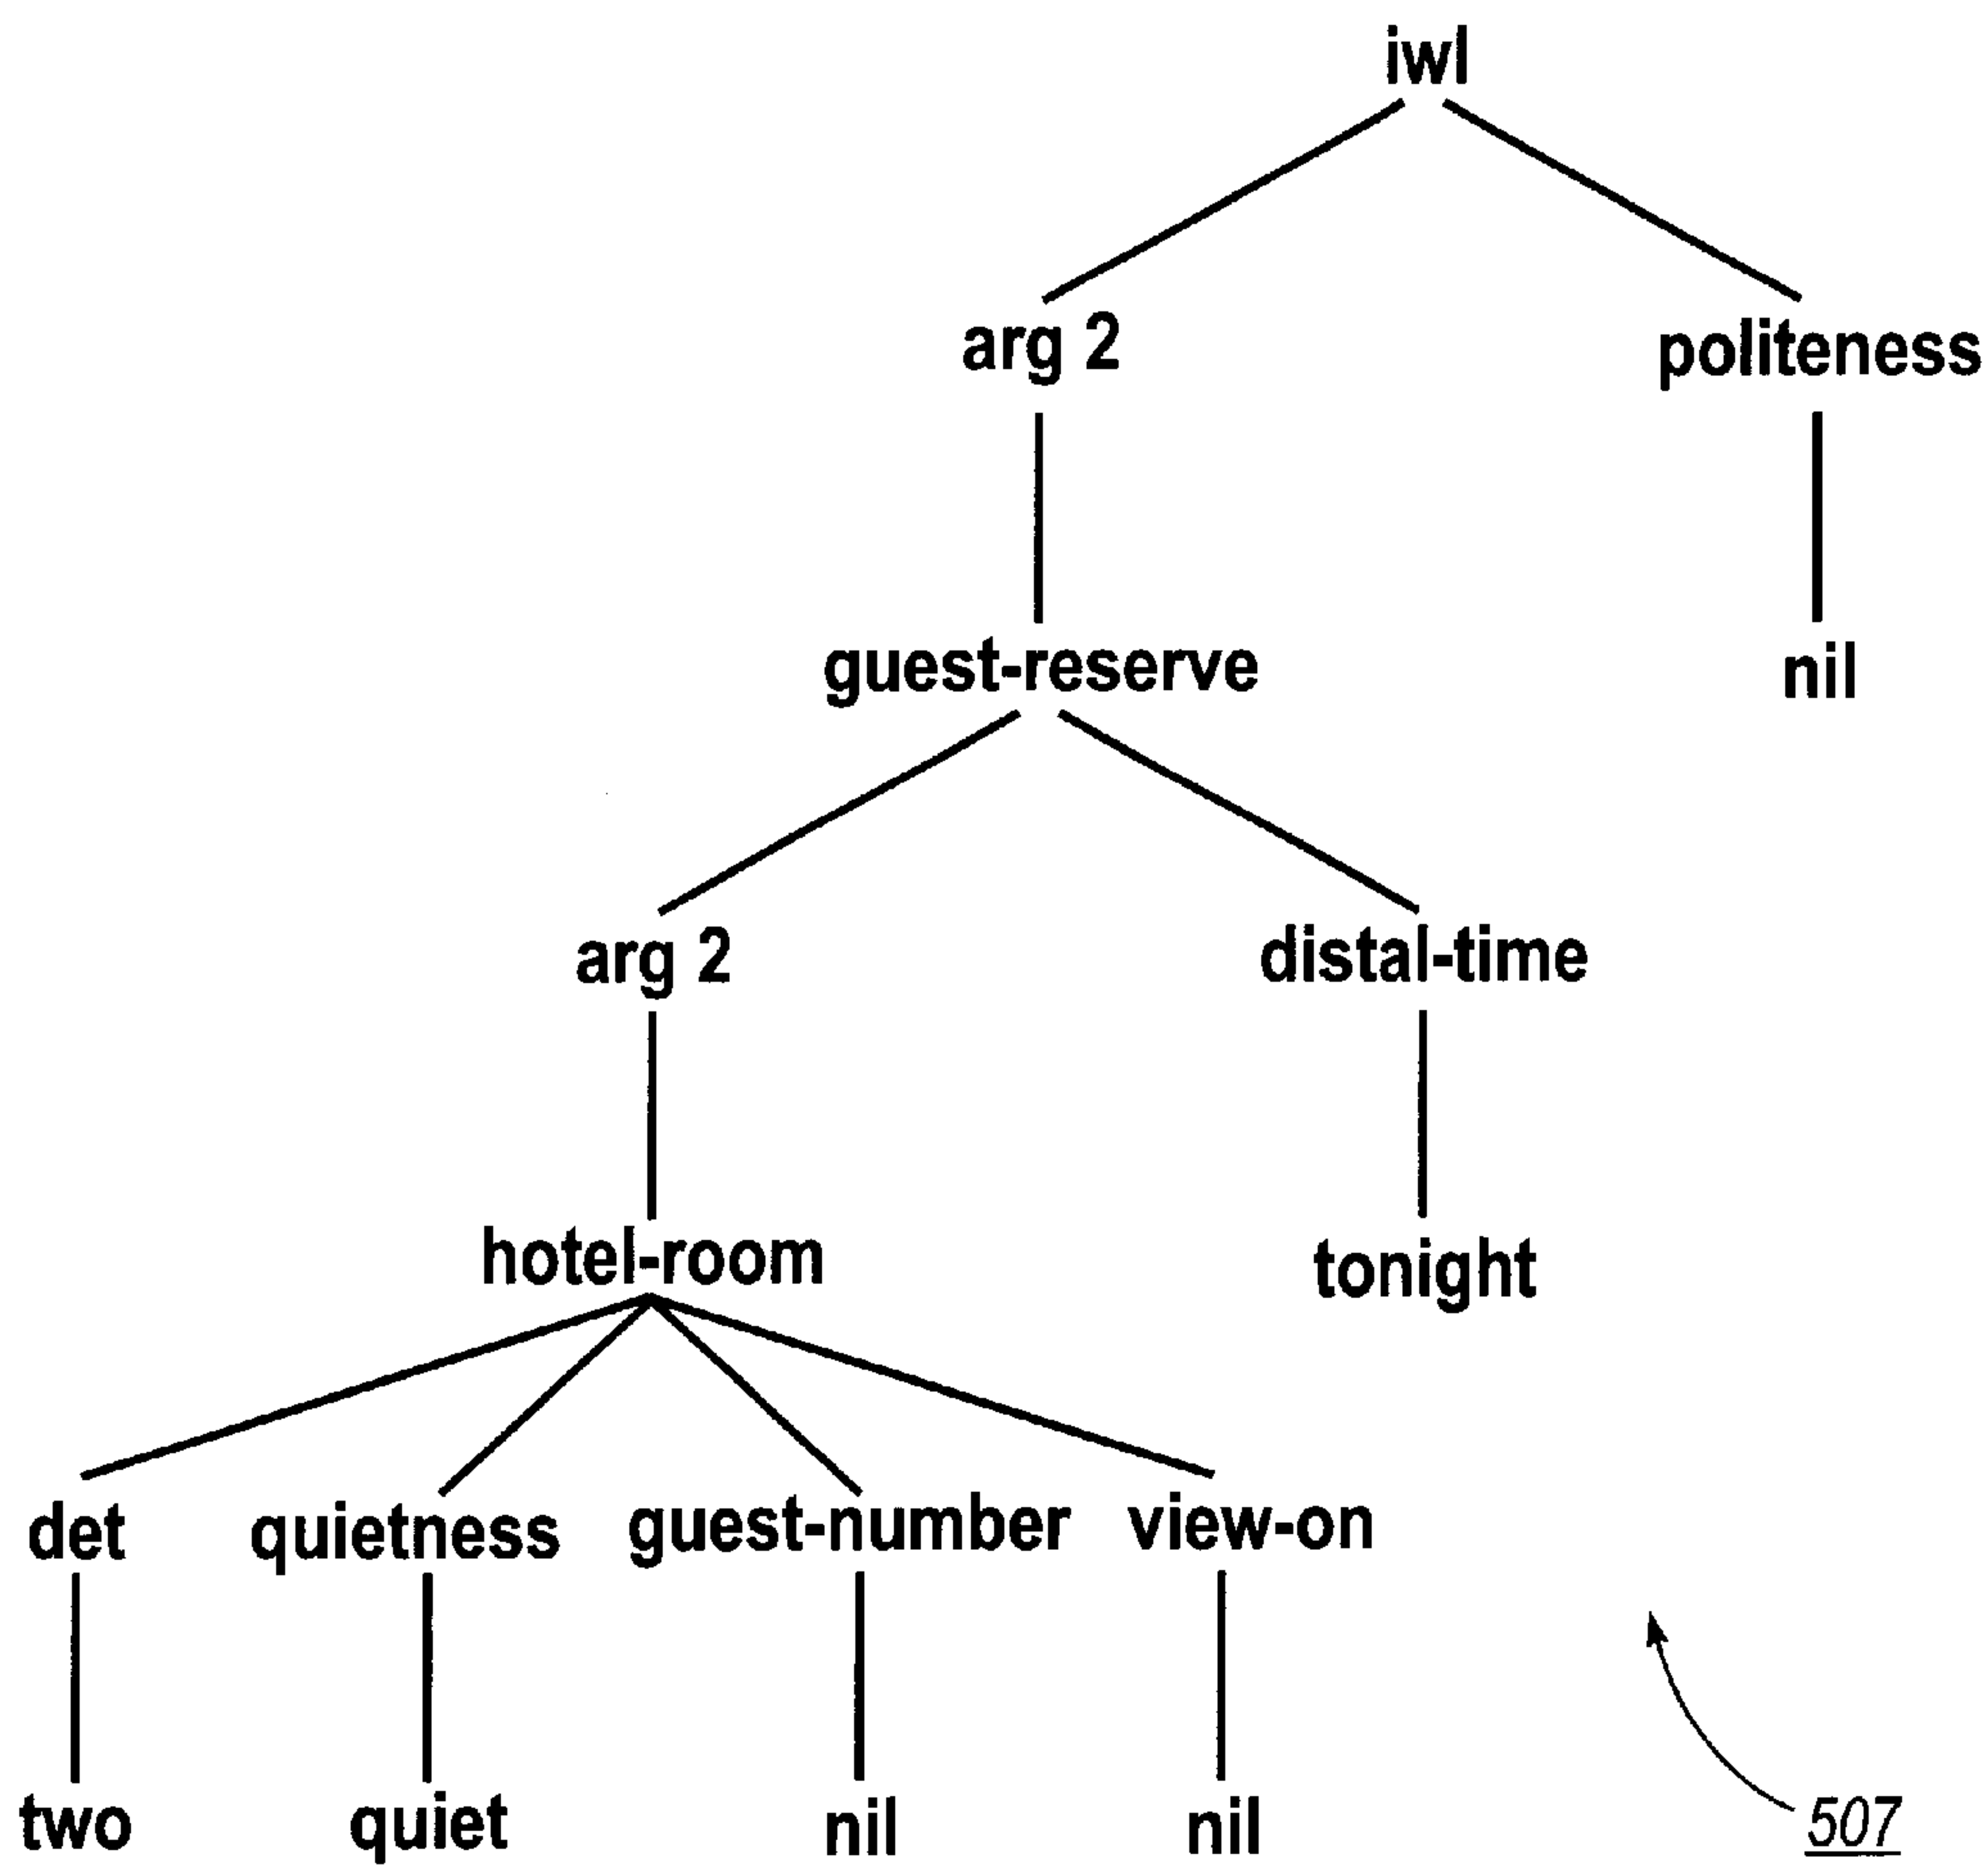 iwl
arg 2 politeness
guest-reserve nil
arg 2 distal-time
hotel-room tonight
det quietness guest-number view-on
two quiet nil nil 507